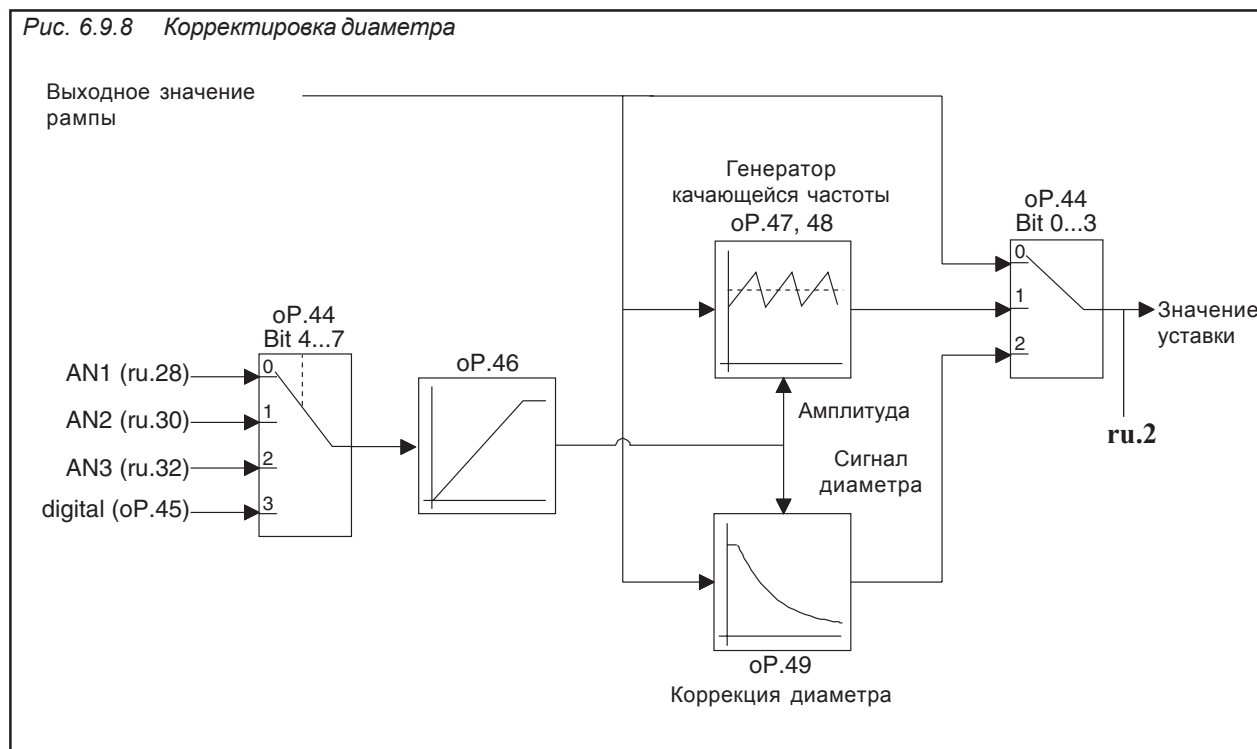 Рис. 6.9.8 Корректировка диаметра
Выходное значение
рампы
Генератор
качающейся частоты
oP.47, 48
oP.44
Bit 0...3
0
1
2
Значение
уставки
ru.2
oP.44
Bit 4...7
AN1 (ru.28)
0
AN2 (ru.30)
1
AN3 (ru.32)
2
digital (oP.45)
3
oP.46
Амплитуда
Сигнал
диаметра
oP.49
Коррекция диаметра